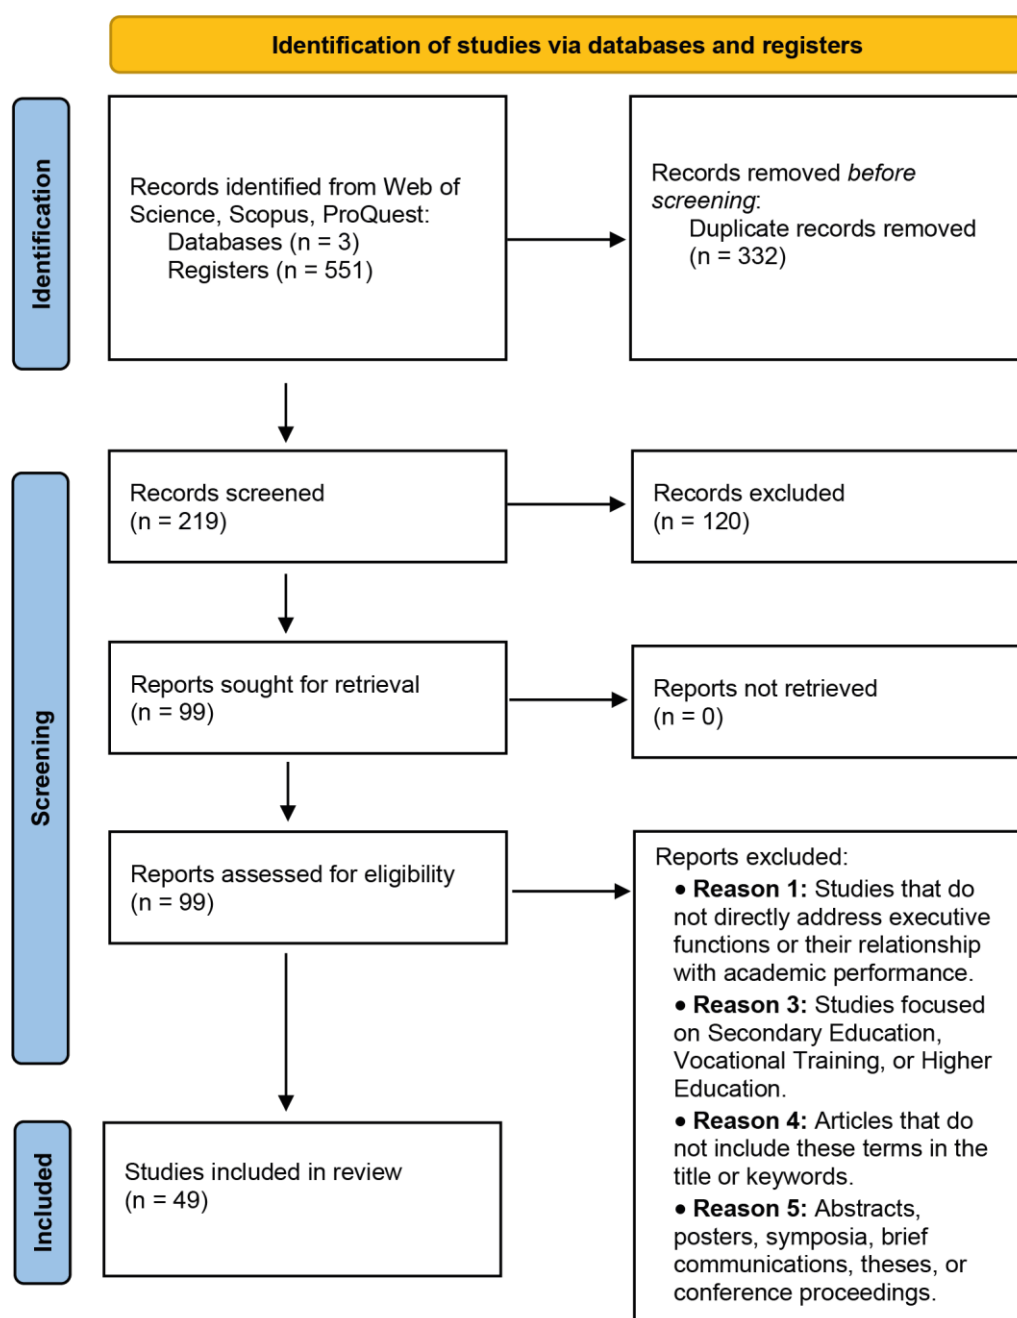 Identification of studies via databases and registers
Identification
Records identified from Web of
Science, Scopus, ProQuest:
Databases (n = 3)
Registers (n = 551)
Records removed before
screening:
Duplicate records removed
(n = 332)
Screening
Records screened
(n = 219)
Records excluded
(n = 120)
Reports sought for retrieval
(n = 99)
Reports not retrieved
(n = 0)
Reports assessed for eligibility
(n = 99)
Reports excluded:
● Reason 1: Studies that do
not directly address executive
functions or their relationship
with academic performance.
● Reason 3: Studies focused
on Secondary Education,
Vocational Training, or Higher
Education.
● Reason 4: Articles that do
not include these terms in the
title or keywords.
● Reason 5: Abstracts,
posters, symposia, brief
communications, theses, or
conference proceedings.
Included
Studies included in review
(n = 49)